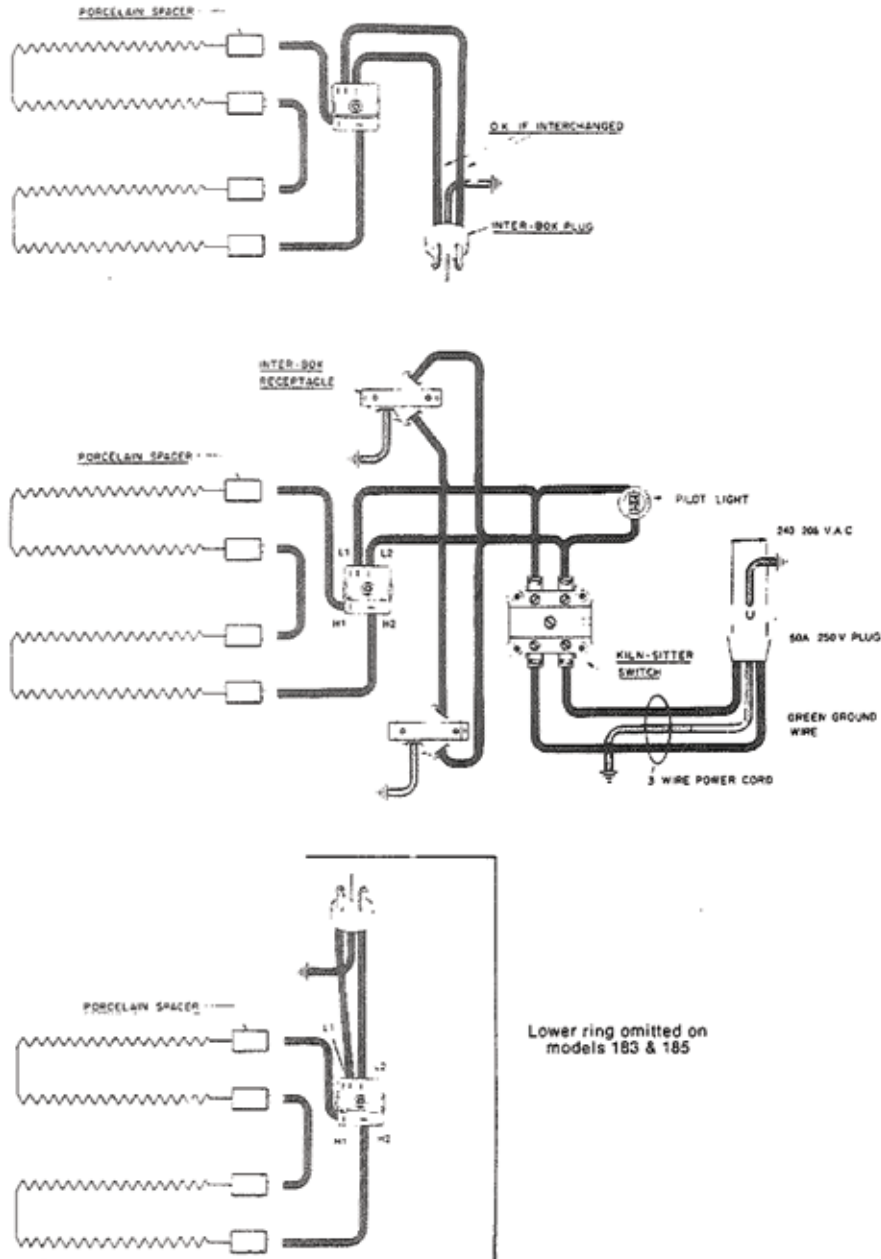 PORCELAIN SPACER
O.K. IF INTERCHANGED
INTER-BOX PLUG
INTER-BOX
RECEPTACLE
PORCELAIN SPACER
L1
L2
H1
H2
PILOT LIGHT
240 208 V.A.C
50A 250V PLUG
KILN-SITTER
SWITCH
GREEN GROUND
WIRE
3 WIRE POWER CORD
PORCELAIN SPACER
L1
H1
Lower ring omitted on
models 183 & 185